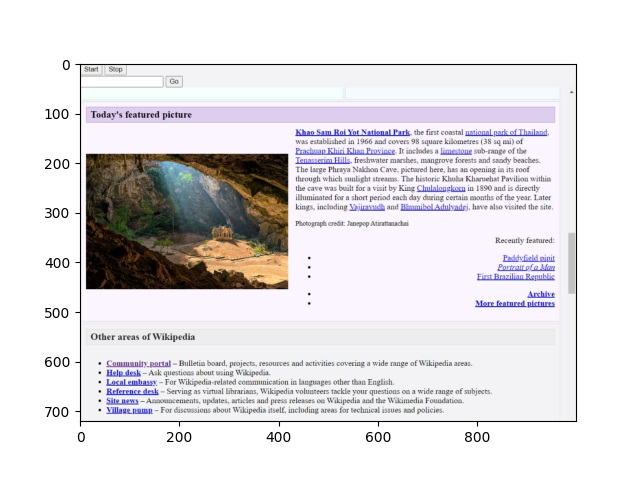 Start Stop
Go
Today's featured picture
Khao Sam Roi Yot National Park, the first coastal national park of Thailand,
was established in 1966 and covers 98 square kilometres (38 sq mi) of
Prachuap Khiri Khan Province. It includes a limestone sub-range of the
Tenasserim Hills, freshwater marshes, mangrove forests and sandy beaches.
The large Phraya Nakhon Cave, pictured here, has an opening in its roof
through which sunlight streams. The historic Khuha Kharuehat Pavilion within
the cave was built for a visit by King Chulalongkorn in 1890 and is directly
illuminated for a short period each day during certain months of the year. Later
kings, including Vajiravudh and Bhumibol Adulyadej, have also visited the site.
Photograph credit: Janepop Atirattanachai
Recently featured:
Paddyfield pipit
Portrait of a Man
First Brazilian Republic
Archive
More featured pictures
Other areas of Wikipedia
Community portal – Bulletin board, projects, resources and activities covering a wide range of Wikipedia areas.
Help desk – Ask questions about using Wikipedia.
Local embassy – For Wikipedia-related communication in languages other than English.
Reference desk – Serving as virtual librarians, Wikipedia volunteers tackle your questions on a wide range of subjects.
Site news – Announcements, updates, articles and press releases on Wikipedia and the Wikimedia Foundation.
Village pump – For discussions about Wikipedia itself, including areas for technical issues and policies.
0
100
200
300
400
500
600
700
0 200 400 600 800